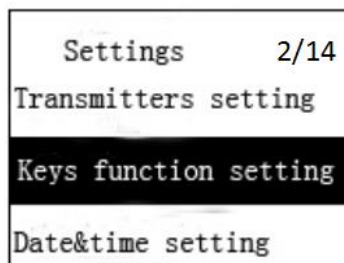 Settings 2/14
Transmitters setting
Keys function setting
Date&time setting